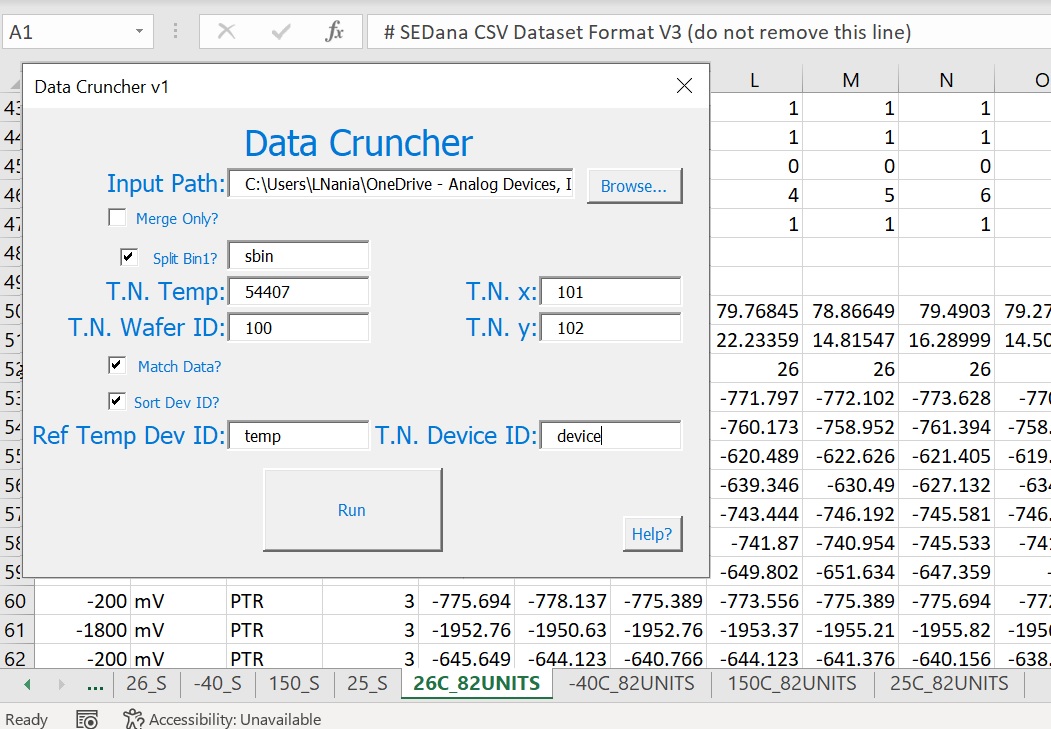 A1 fx # SEDana CSV Dataset Format V3 (do not remove this line)
Data Cruncher v1
L M N O
Data Cruncher
Input Path: C:\Users\LNania\OneDrive - Analog Devices, I Browse...
Merge Only?
Split Bin1? sbin
T.N. Temp: 54407 T.N. x: 101
T.N. Wafer ID: 100 T.N. y: 102
Match Data?
Sort Dev ID?
Ref Temp Dev ID: temp T.N. Device ID: device
Run
Help?
43 1 1 1
44 1 1 1
45 0 0 0
46 4 5 6
47 1 1 1
48
49
50 79.76845 78.86649 79.4903 79.27
51 22.23359 14.81547 16.28999 14.50
52 26 26 26
53 -771.797 -772.102 -773.628 -770
54 -760.173 -758.952 -761.394 -758.
55 -620.489 -622.626 -621.405 -619.
56 -639.346 -630.49 -627.132 -634
57 -743.444 -746.192 -745.581 -746.
58 -741.87 -740.954 -745.533 -741
59 -649.802 -651.634 -647.359 -
60 -200 mV PTR 3 -775.694 -778.137 -775.389 -773.556 -775.389 -775.694 -772
61 -1800 mV PTR 3 -1952.76 -1950.63 -1952.76 -1953.37 -1955.21 -1955.82 -1950
62 -200 mV PTR 3 -645.649 -644.123 -640.766 -644.123 -641.376 -640.156 -638.
... 26_S -40_S 150_S 25_S 26C_82UNITS -40C_82UNITS 150C_82UNITS 25C_82UNITS
Ready Accessibility: Unavailable